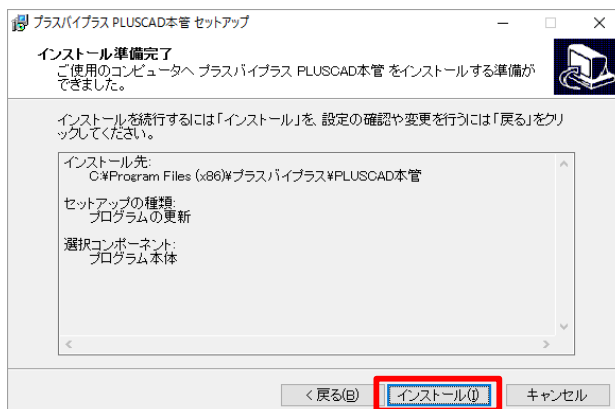 プラスバイプラス PLUSCAD本管 セットアップ
インストール準備完了
ご使用のコンピュータへ プラスバイプラス PLUSCAD本管 をインストールする準備が
できました。
インストールを続行するには「インストール」を、設定の確認や変更を行うには「戻る」をクリ
ックしてください。
インストール先:
C:¥Program Files (x86)¥プラスバイプラス¥PLUSCAD本管
セットアップの種類:
プログラムの更新
選択コンポーネント:
プログラム本体
< 戻る(B)
インストール(I)
キャンセル